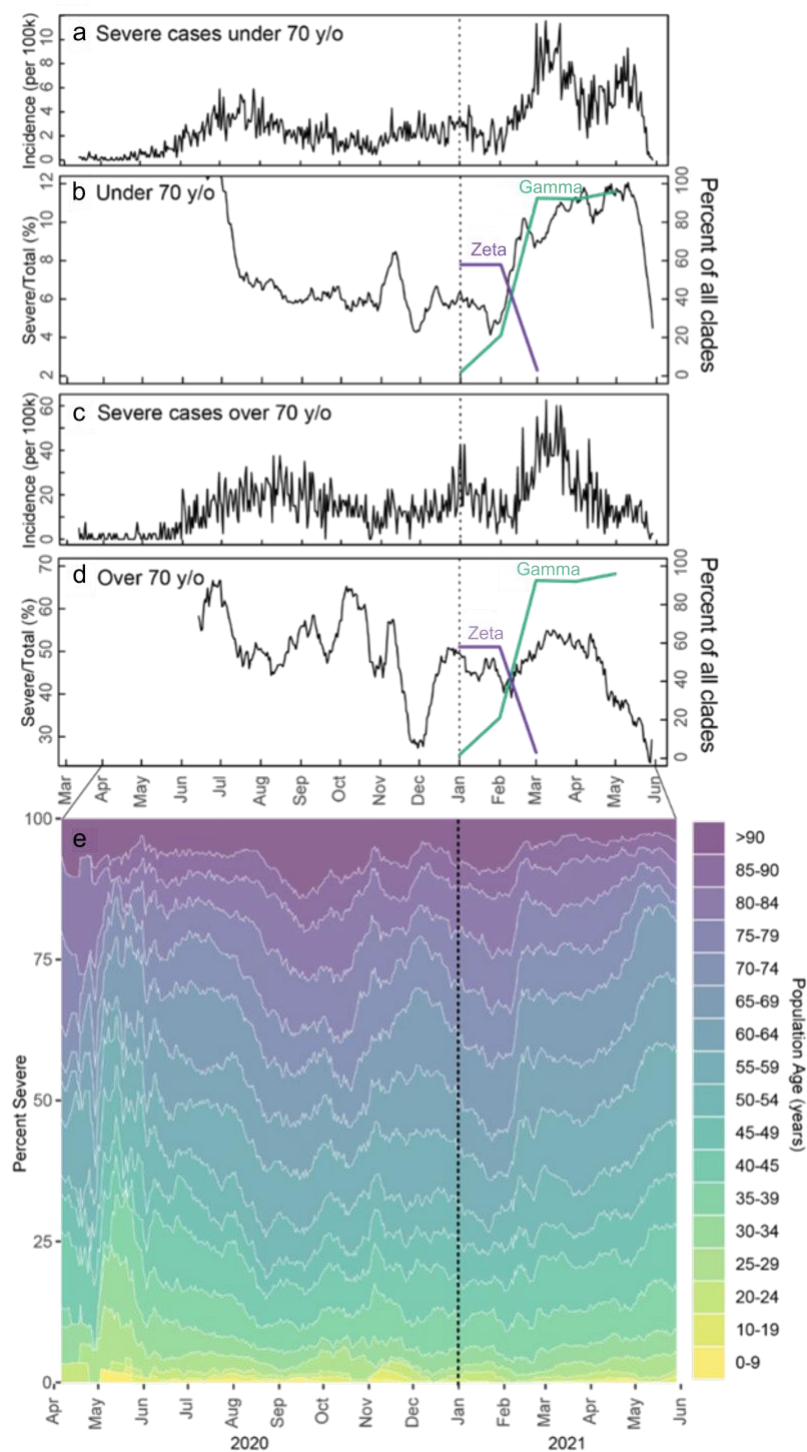 a Severe cases under 70 y/o
Incidence (per 100k)
0 2 4 6 8 10
b Under 70 y/o
Severe/Total (%)
2 4 6 8 10 12
Zeta
Gamma
0 20 40 60 80 100
Percent of all clades
c Severe cases over 70 y/o
Incidence (per 100k)
0 20 40 60
d Over 70 y/o
Severe/Total (%)
30 40 50 60 70
Zeta
Gamma
0 20 40 60 80 100
Percent of all clades
Mar Apr May Jun Jul Aug Sep Oct Nov Dec Jan Feb Mar Apr May Jun
e
Percent Severe
100
75
50
25
0
Apr May Jun Jul Aug Sep Oct Nov Dec Jan Feb Mar Apr May Jun
2020 2021
>90
85-90
80-84
75-79
70-74
65-69
60-64
55-59
50-54
45-49
40-45
35-39
30-34
25-29
20-24
10-19
0-9
Population Age (years)